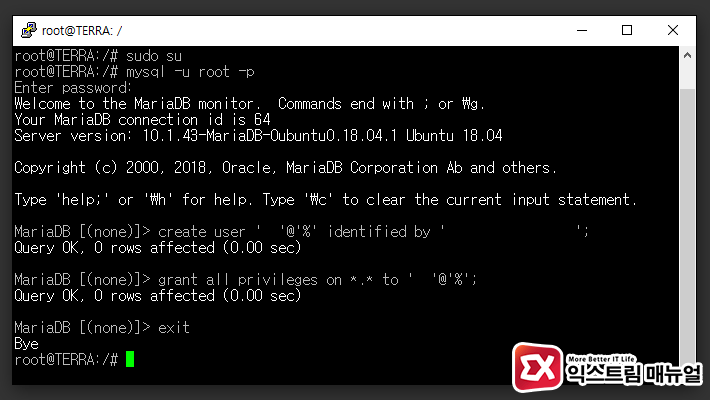 root@TERRA: /
root@TERRA:/# sudo su
root@TERRA:/# mysql -u root -p
Enter password:
Welcome to the MariaDB monitor.  Commands end with ; or ₩g.
Your MariaDB connection id is 64
Server version: 10.1.43-MariaDB-0ubuntu0.18.04.1 Ubuntu 18.04
Copyright (c) 2000, 2018, Oracle, MariaDB Corporation Ab and others.
Type 'help;' or '₩h' for help. Type '₩c' to clear the current input statement.
MariaDB [(none)]> create user '  '@'%' identified by '                ';
Query OK, 0 rows affected (0.00 sec)
MariaDB [(none)]> grant all privileges on *.* to '  '@'%';
Query OK, 0 rows affected (0.00 sec)
MariaDB [(none)]> exit
Bye
root@TERRA:/#
EX
More Better IT Life
익스트림 매뉴얼